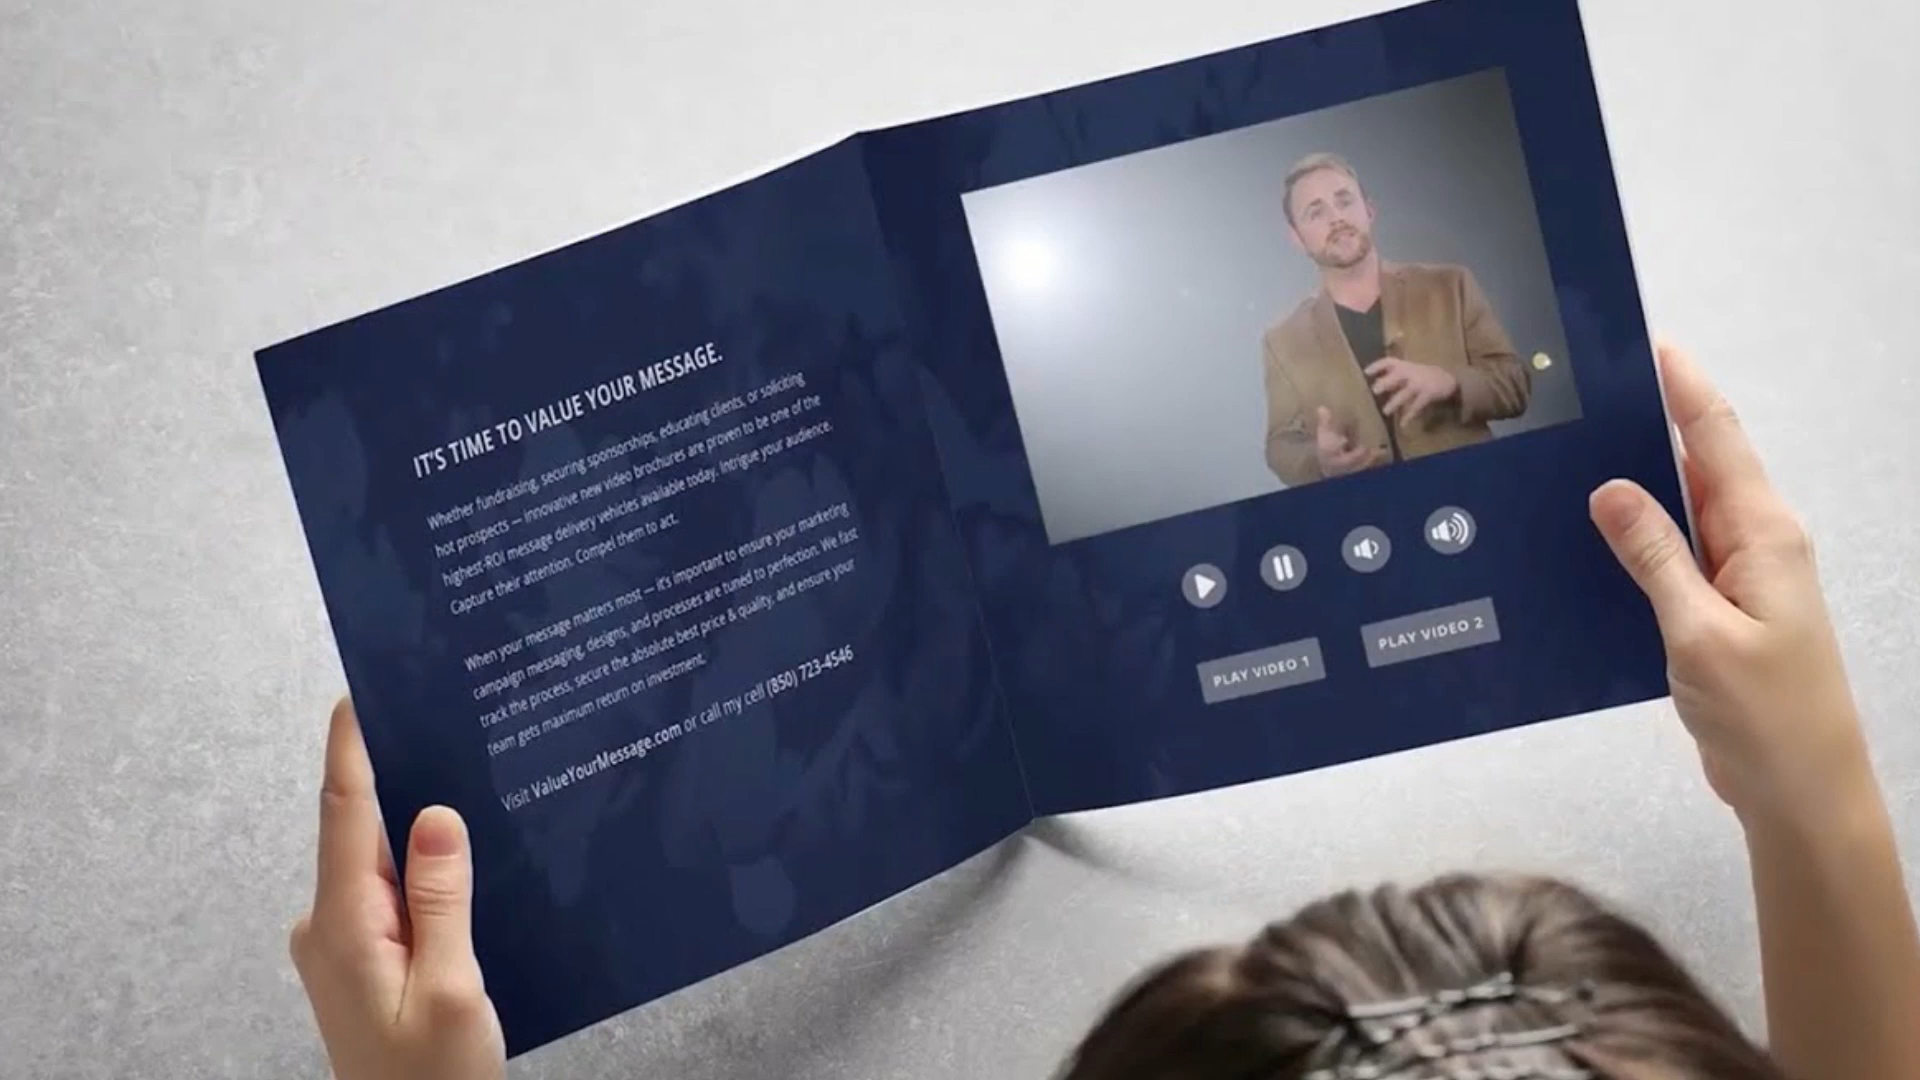 IT'S TIME TO VALUE YOUR MESSAGE.
Whether fundraising, securing sponsorships, educating clients, or soliciting
hot prospects — innovative new video brochures are proven to be one of the
highest-ROI message delivery vehicles available today. Intrigue your audience.
Capture their attention. Compel them to act.
When your message matters most — it's important to ensure your marketing
campaign messaging, designs, and processes are tuned to perfection. We fast
track the process, secure the absolute best price & quality, and ensure your
team gets maximum return on investment.
Visit ValueYourMessage.com or call my cell (850) 723-4546
PLAY VIDEO 1
PLAY VIDEO 2